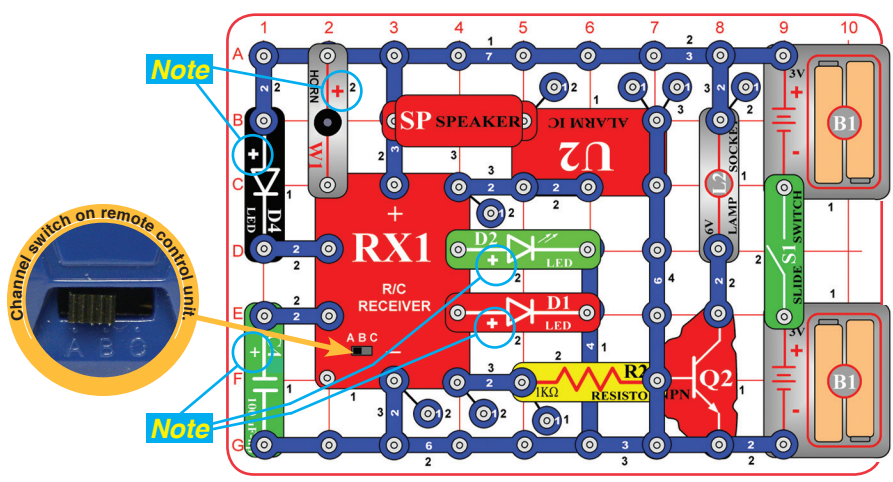 1 2 3 4 5 6 7 8 9 10
A
B
C
D
E
F
G
Note
Note
HORN
+ 2
W1
SP SPEAKER
ALARM IC
U2
LAMP SOCKET
L2
6V
3V
+
-
B1
D4
LED
+
RX1
R/C
RECEIVER
A B C
-
D2
LED
D1
LED
R2
1KΩ
RESISTOR
NPN
Q2
S1
SLIDE SWITCH
3V
+
-
B1
Channel switch on remote control unit.
A B C